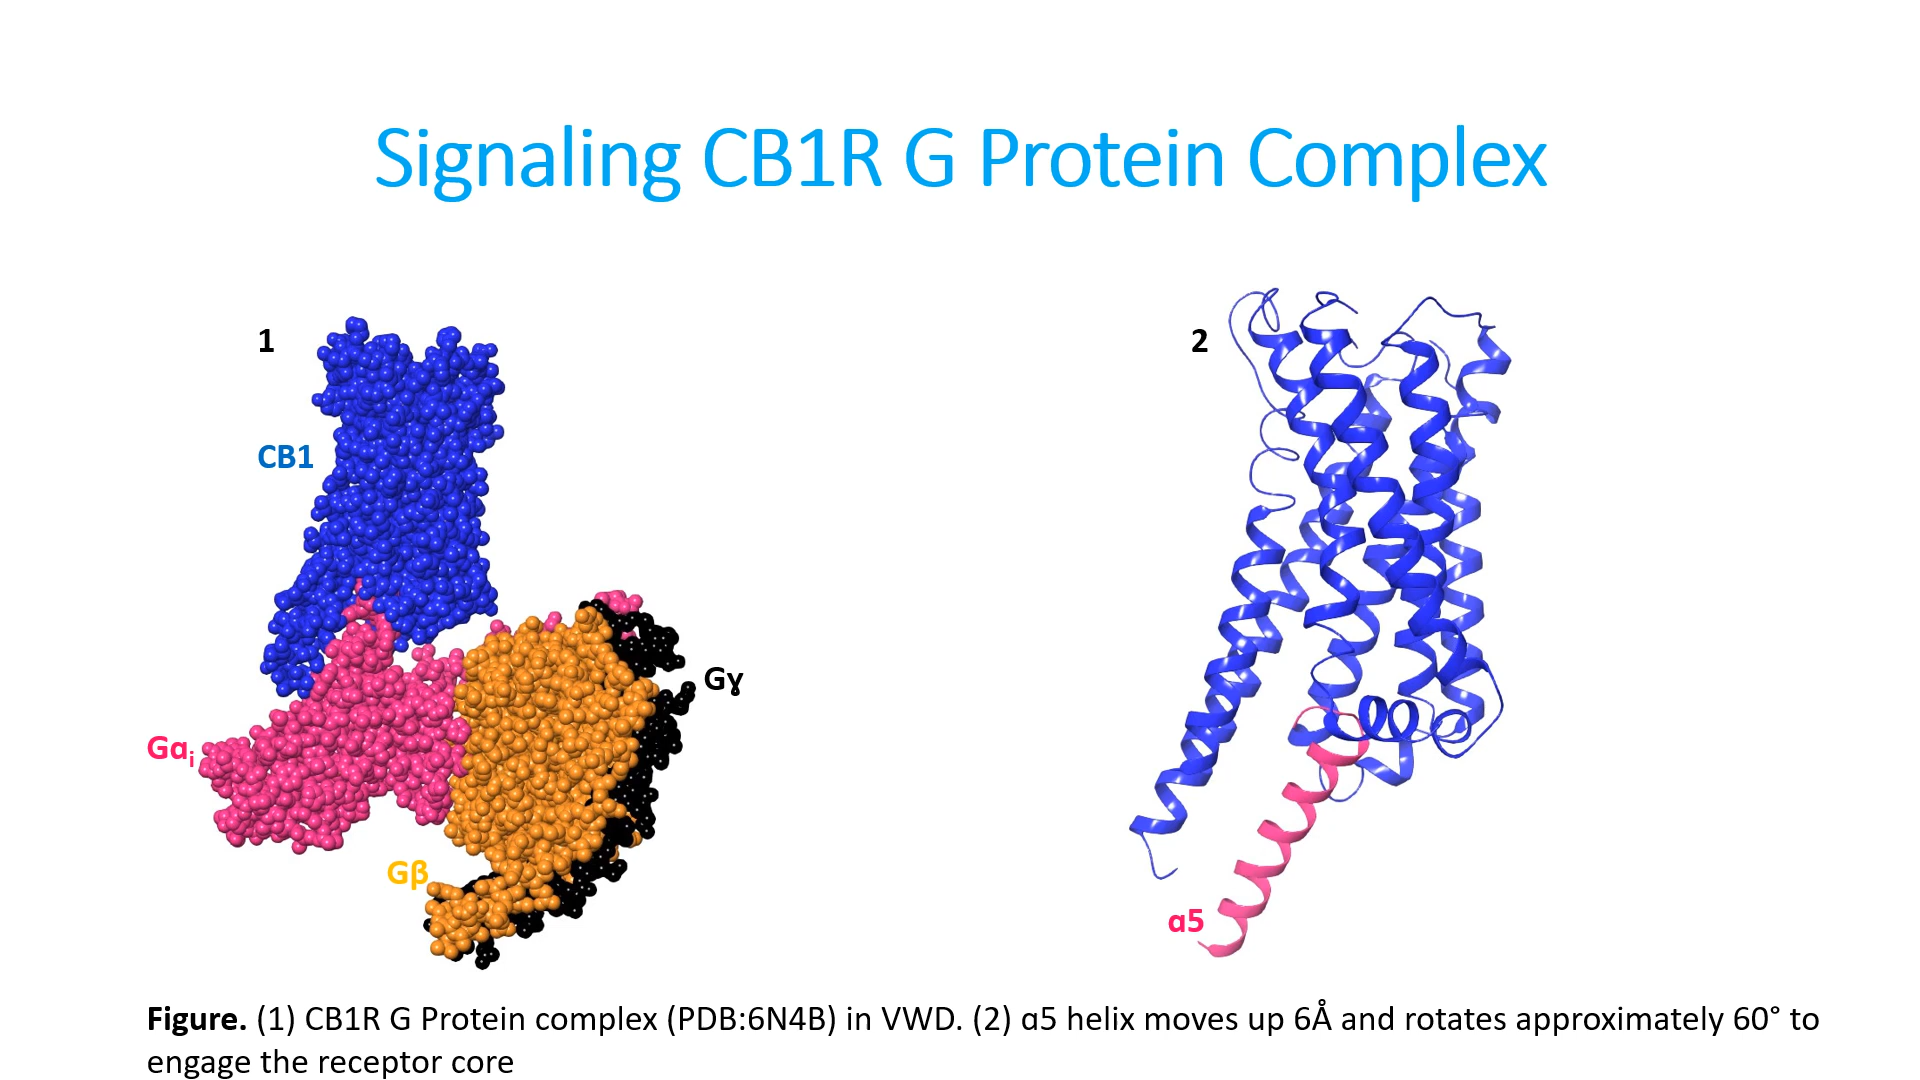 Signaling CB1R G Protein Complex
1
2
CB1
Gγ
Gαi
Gβ
α5
Figure. (1) CB1R G Protein complex (PDB:6N4B) in VWD. (2) α5 helix moves up 6Å and rotates approximately 60° to
engage the receptor core